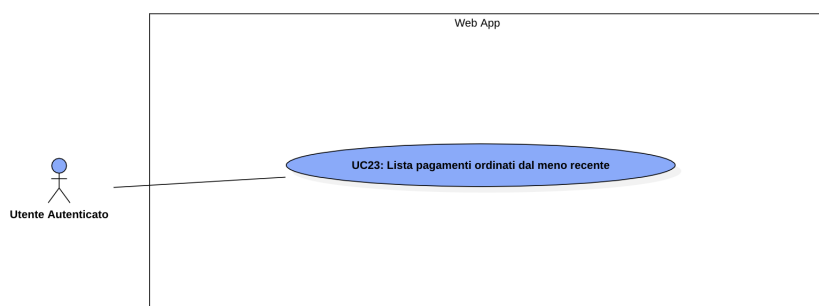 Web App
UC23: Lista pagamenti ordinati dal meno recente
Utente Autenticato